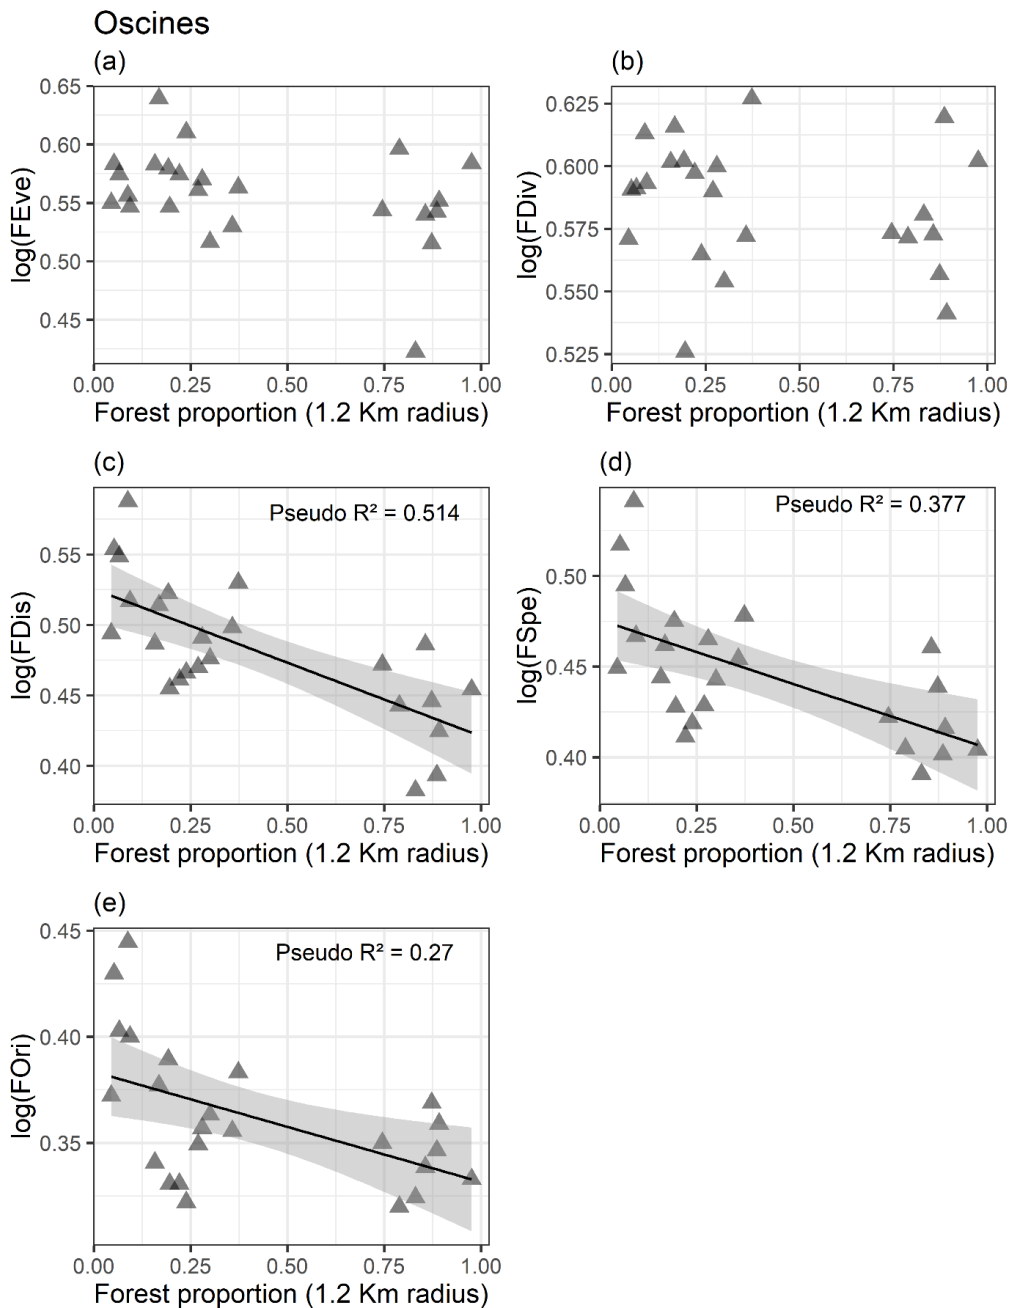 Oscines
(a)
(b)
log(FEve)
0.65
0.60
0.55
0.50
0.45
0.00 0.25 0.50 0.75 1.00
Forest proportion (1.2 Km radius)
log(FDiv)
0.625
0.600
0.575
0.550
0.525
0.00 0.25 0.50 0.75 1.00
Forest proportion (1.2 Km radius)
(c)
(d)
Pseudo R² = 0.514
log(FDis)
0.55
0.50
0.45
0.40
0.00 0.25 0.50 0.75 1.00
Forest proportion (1.2 Km radius)
Pseudo R² = 0.377
log(FSpe)
0.50
0.45
0.40
0.00 0.25 0.50 0.75 1.00
Forest proportion (1.2 Km radius)
(e)
Pseudo R² = 0.27
log(FOri)
0.45
0.40
0.35
0.00 0.25 0.50 0.75 1.00
Forest proportion (1.2 Km radius)